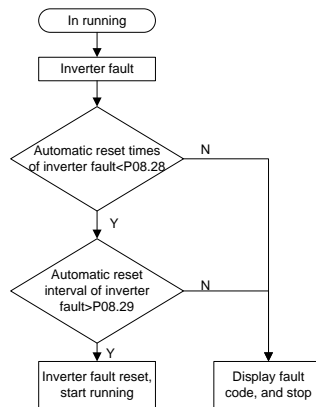 In running
Inverter fault
Automatic reset times
of inverter fault<P08.28
N
Y
Automatic reset
interval of inverter
fault>P08.29
N
Y
Inverter fault reset,
start running
Display fault
code, and stop